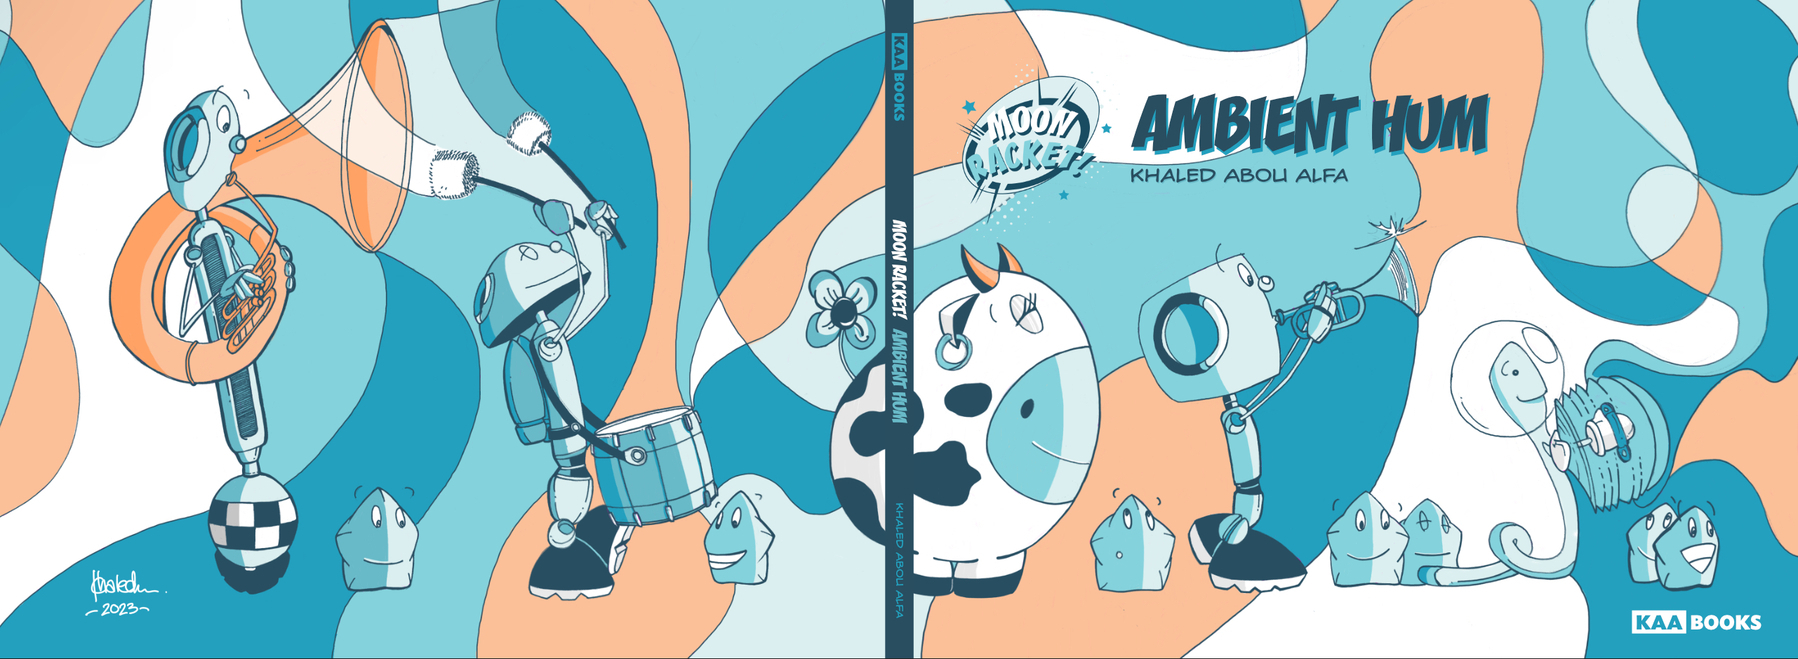 Khaled
-2023-
KAA BOOKS
MOON RACKET! AMBIENT HUM
KHALED ABOU ALFA
MOON
RACKET!
AMBIENT HUM
KHALED ABOU ALFA
KAA BOOKS